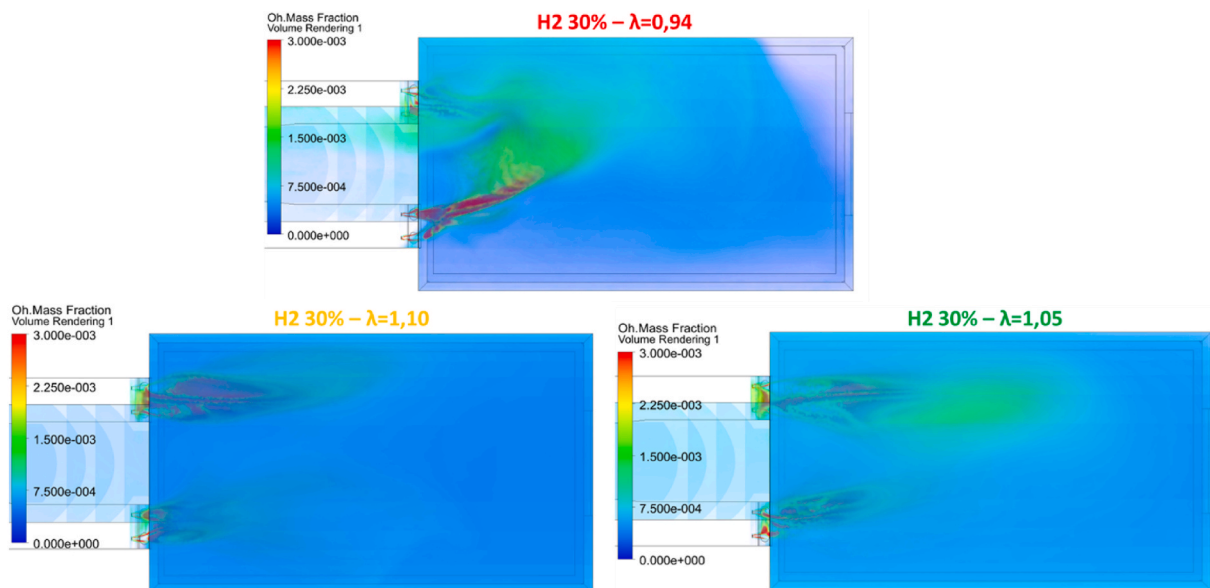 H2 30% – λ=0,94
Oh.Mass Fraction
Volume Rendering 1
3.000e-003
2.250e-003
1.500e-003
7.500e-004
0.000e+000
H2 30% – λ=1,10
Oh.Mass Fraction
Volume Rendering 1
3.000e-003
2.250e-003
1.500e-003
7.500e-004
0.000e+000
H2 30% – λ=1,05
Oh.Mass Fraction
Volume Rendering 1
3.000e-003
2.250e-003
1.500e-003
7.500e-004
0.000e+000